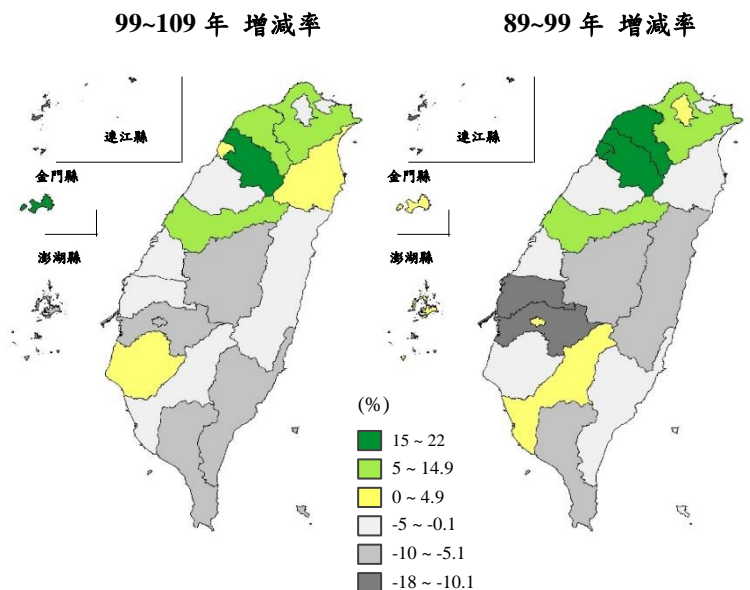 99~109 年 增減率
89~99 年 增減率
連江縣
金門縣
澎湖縣
連江縣
金門縣
澎湖縣
(%)
15 ~ 22
5 ~ 14.9
0 ~ 4.9
-5 ~ -0.1
-10 ~ -5.1
-18 ~ -10.1